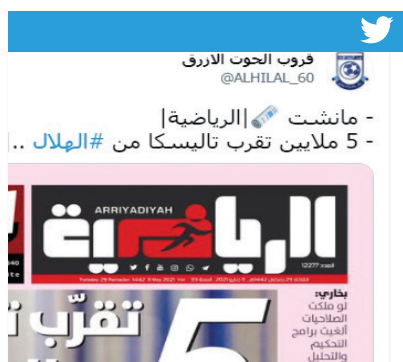 قروب الحوت الازرق
@ALHILAL_60
- مانشت |الرياضية|
- 5 ملايين تقرب تاليسكا من #الهلال ..
ARRIYADIYAH
الرياضية
العدد 12277
بخاري:
لو ملكت
الصلاحيات
ألغيت برامج
التحكيم
والتحليل
تقرّب
5